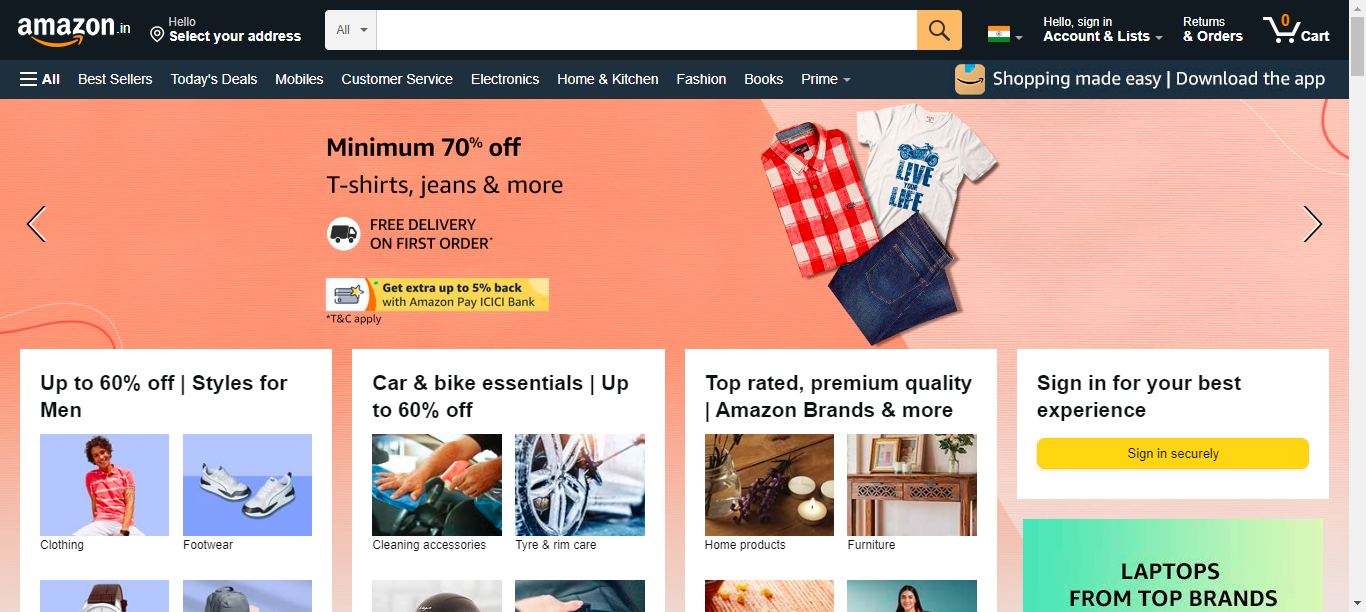 amazon.in
Hello
Select your address
All
Hello, sign in
Account & Lists
Returns
& Orders
0
Cart
All
Best Sellers
Today's Deals
Mobiles
Customer Service
Electronics
Home & Kitchen
Fashion
Books
Prime
Shopping made easy | Download the app
Minimum 70% off
T-shirts, jeans & more
FREE DELIVERY
ON FIRST ORDER*
Get extra up to 5% back
with Amazon Pay ICICI Bank
*T&C apply
LIVE
YOUR
LIFE
Up to 60% off | Styles for
Men
Clothing
Footwear
Car & bike essentials | Up
to 60% off
Cleaning accessories
Tyre & rim care
Top rated, premium quality
| Amazon Brands & more
Home products
Furniture
Sign in for your best
experience
Sign in securely
LAPTOPS
FROM TOP BRANDS